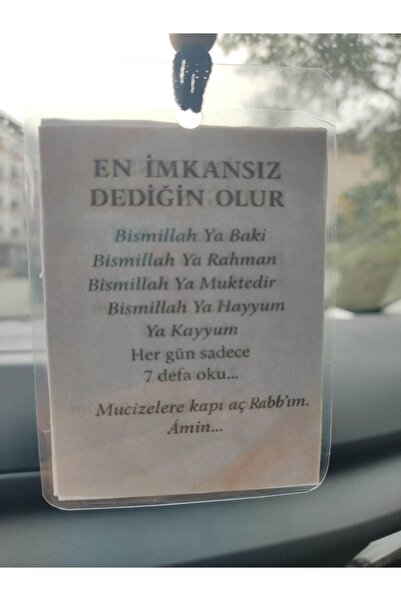 EN İMKANSIZ
DEDİĞİN OLUR
Bismillah Ya Baki
Bismillah Ya Rahman
Bismillah Ya Muktedir
Bismillah Ya Hayyum
Ya Kayyum
Her gün sadece
7 defa oku...
Mucizelere kapı aç Rabb'ım.
Âmin...